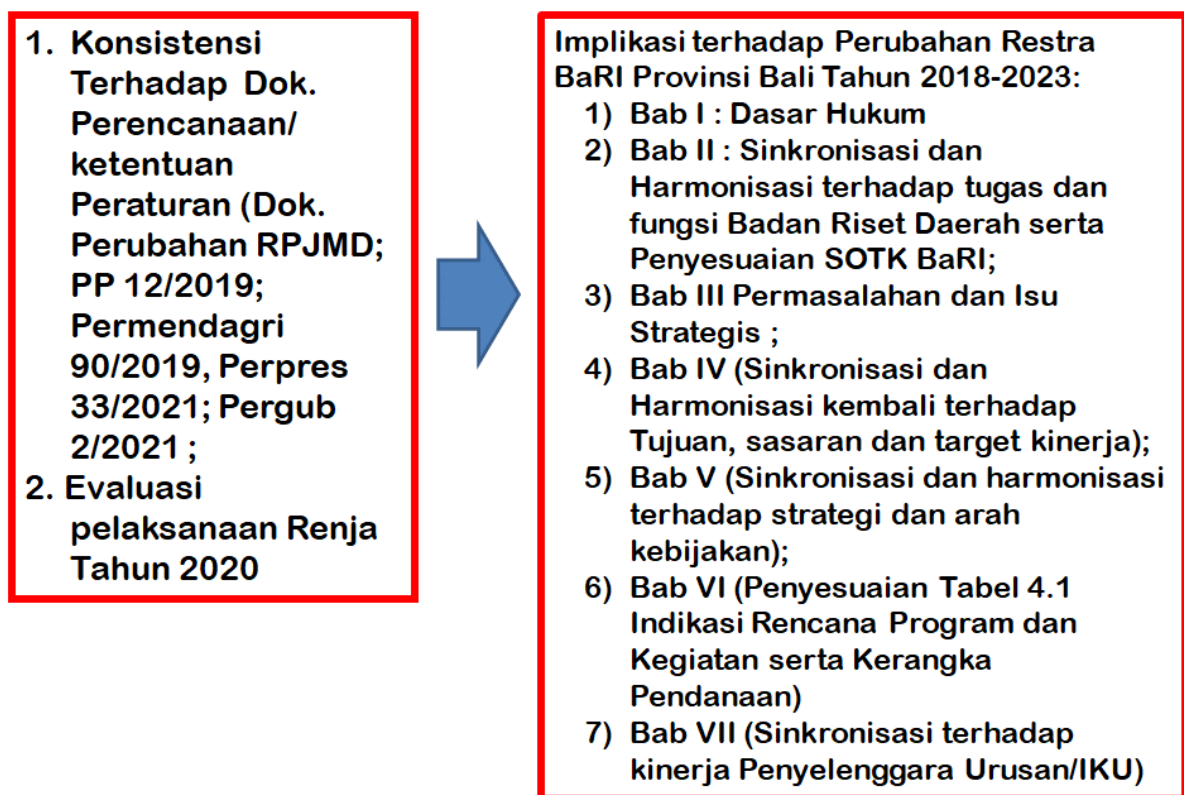 1. Konsistensi
Terhadap Dok.
Perencanaan/
ketentuan
Peraturan (Dok.
Perubahan RPJMD;
PP 12/2019;
Permendagri
90/2019, Perpres
33/2021; Pergub
2/2021 ;
2. Evaluasi
pelaksanaan Renja
Tahun 2020
Implikasi terhadap Perubahan Restra
BaRI Provinsi Bali Tahun 2018-2023:
1) Bab I : Dasar Hukum
2) Bab II : Sinkronisasi dan
Harmonisasi terhadap tugas dan
fungsi Badan Riset Daerah serta
Penyesuaian SOTK BaRI;
3) Bab III Permasalahan dan Isu
Strategis ;
4) Bab IV (Sinkronisasi dan
Harmonisasi kembali terhadap
Tujuan, sasaran dan target kinerja);
5) Bab V (Sinkronisasi dan harmonisasi
terhadap strategi dan arah
kebijakan);
6) Bab VI (Penyesuaian Tabel 4.1
Indikasi Rencana Program dan
Kegiatan serta Kerangka
Pendanaan)
7) Bab VII (Sinkronisasi terhadap
kinerja Penyelenggara Urusan/IKU)